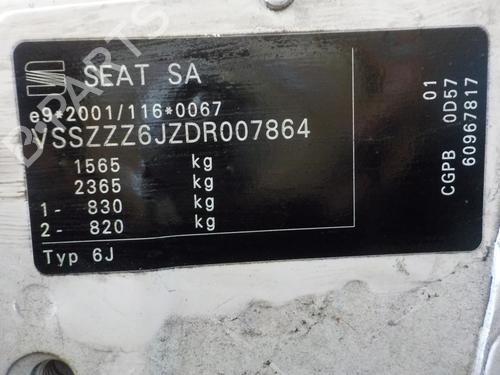 SEAT SA
e9*2001/116*0067
VSSZZZ6JZDR007864
1565 kg
2365 kg
1- 830 kg
2- 820 kg
Typ 6J
01
CGPB 0D57
60967817
B-PARTS